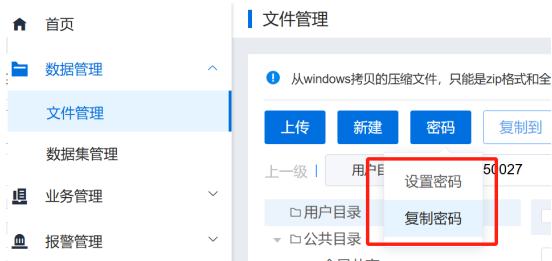 首页
文件管理
数据管理
从windows拷贝的压缩文件，只能是zip格式和全
文件管理
上传
新建
密码
复制到
数据集管理
上一级
用户目
50027
设置密码
业务管理
用户目录
复制密码
报警管理
公共目录